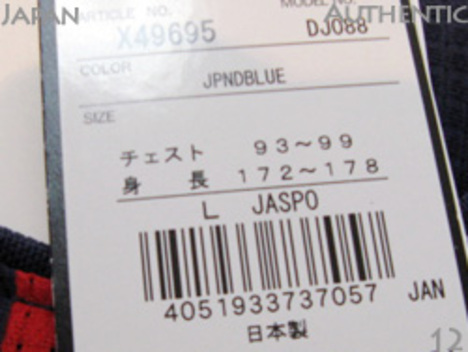 JAPAN AUTHENTIC
ARTICLE NO. MODEL NO.
X49695 DJ088
COLOR
JPNDBLUE
SIZE
チェスト 93～99
身長 172～178
L JASPO
4051933737057 JAN
日本製
12